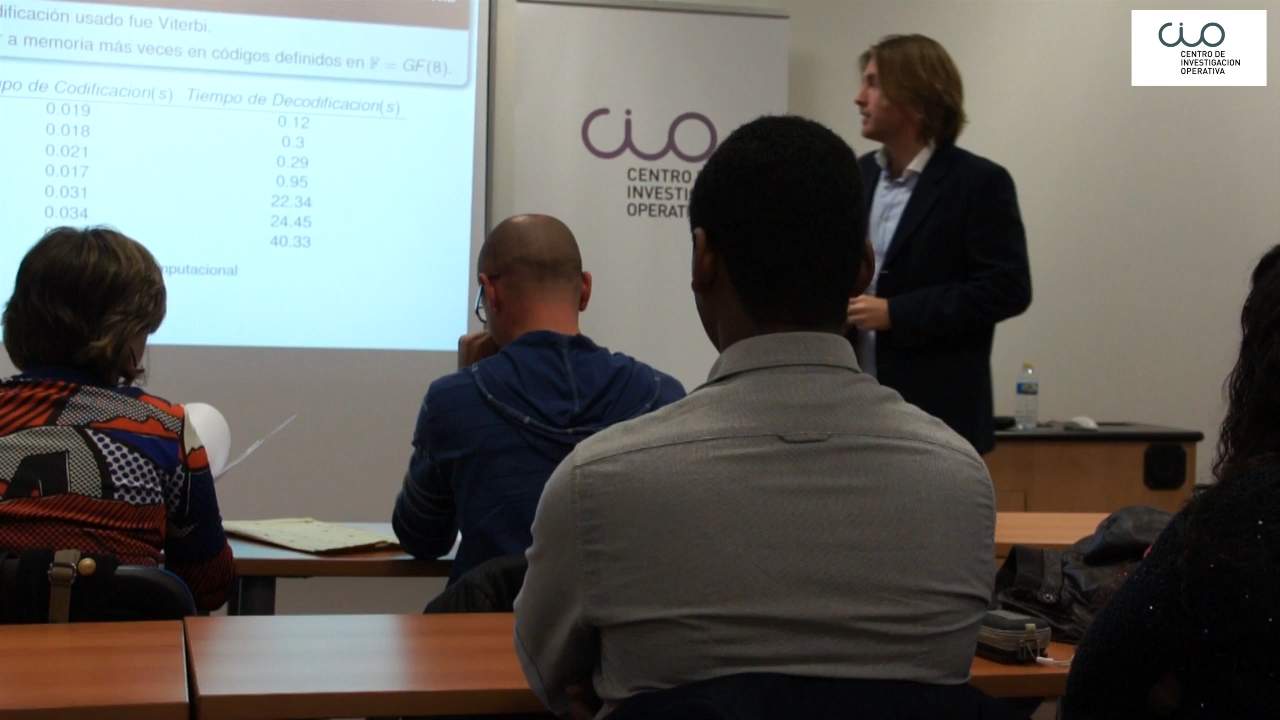 dificación usado fue Viterbi.
a memoria más veces en códigos definidos en 𝔽 = GF(8).
po de Codificacion(s) Tiempo de Decodificacion(s)
0.019 0.12
0.018 0.3
0.021 0.29
0.017 0.95
0.031 22.34
0.034 24.45
40.33
mputacional
CIO
CENTRO
INVESTI
OPERAT
CIO
CENTRO DE
INVESTIGACION
OPERATIVA